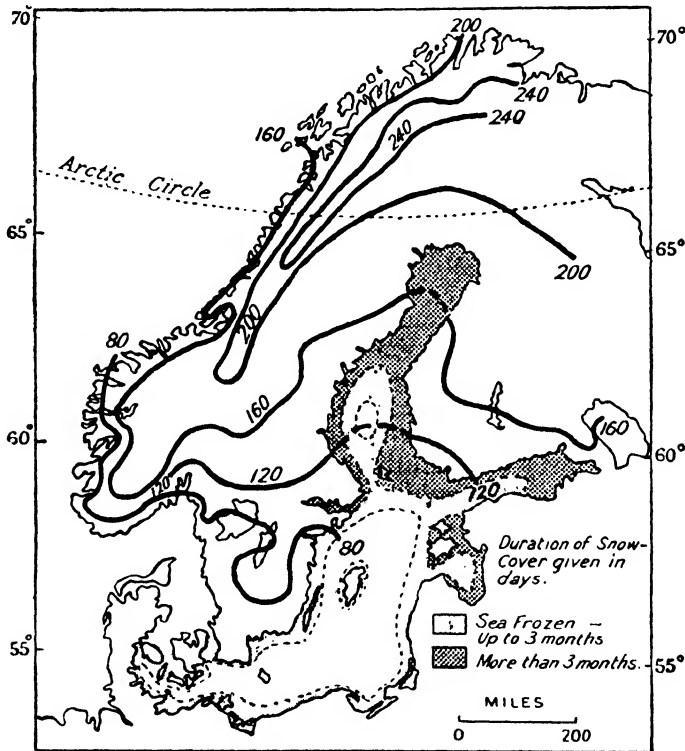 70°
200
70°
240
240
240
160
Arctic Circle
65°
65°
200
200
80
160
160
60°
60°
120
120
120
80
Duration of Snow-
Cover given in
days.
Sea Frozen –
Up to 3 months
More than 3 months.
55°
55°
MILES
0 200